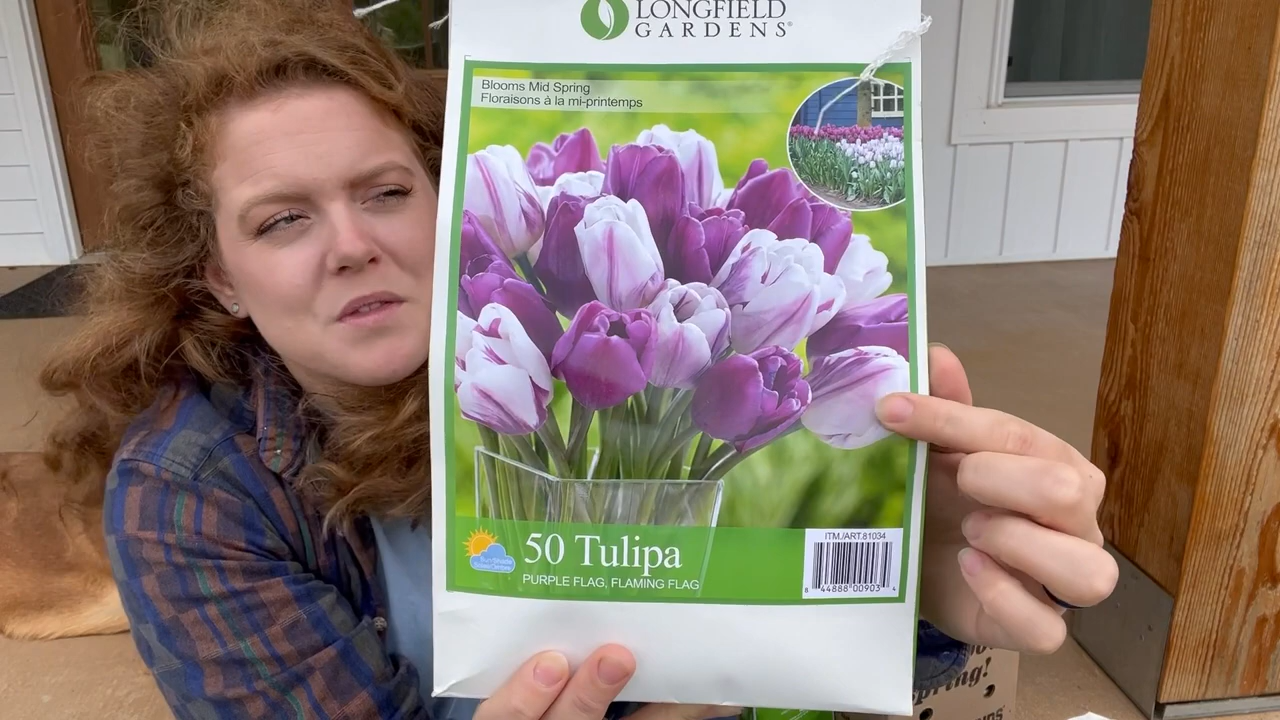 LONGFIELD
GARDENS®
Blooms Mid Spring
Floraisons à la mi-printemps
50 Tulipa
PURPLE FLAG, FLAMING FLAG
ITM./ART.81034
8 44888 00903 4
spring!